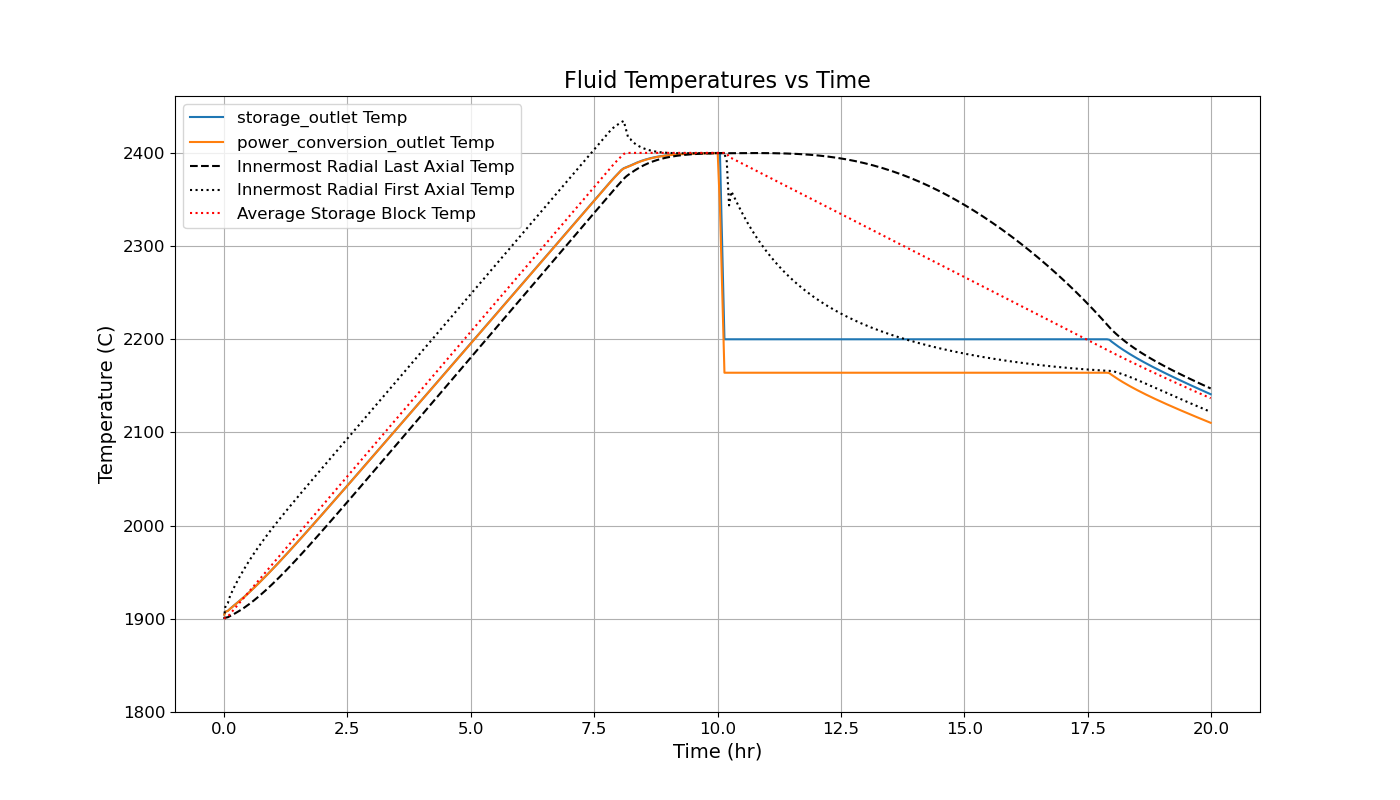 Fluid Temperatures vs Time
storage_outlet Temp
power_conversion_outlet Temp
Innermost Radial Last Axial Temp
Innermost Radial First Axial Temp
Average Storage Block Temp
Temperature (C)
2400
2300
2200
2100
2000
1900
1800
0.0 2.5 5.0 7.5 10.0 12.5 15.0 17.5 20.0
Time (hr)